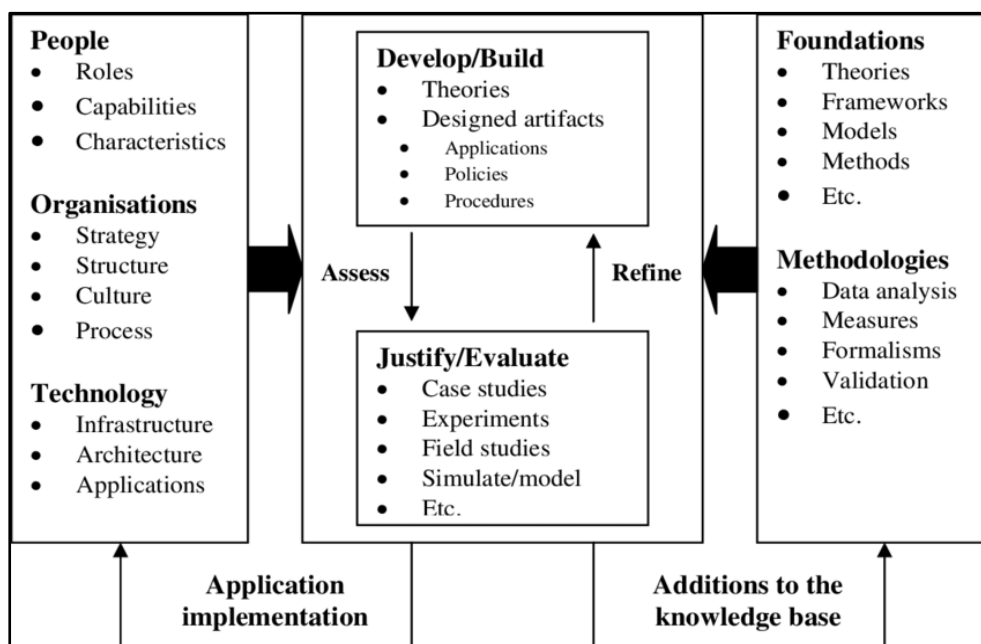 People
• Roles
• Capabilities
• Characteristics
Organisations
• Strategy
• Structure
• Culture
• Process
Technology
• Infrastructure
• Architecture
• Applications
Develop/Build
• Theories
• Designed artifacts
• Applications
• Policies
• Procedures
Assess
Refine
Justify/Evaluate
• Case studies
• Experiments
• Field studies
• Simulate/model
• Etc.
Foundations
• Theories
• Frameworks
• Models
• Methods
• Etc.
Methodologies
• Data analysis
• Measures
• Formalisms
• Validation
• Etc.
Application
implementation
Additions to the
knowledge base